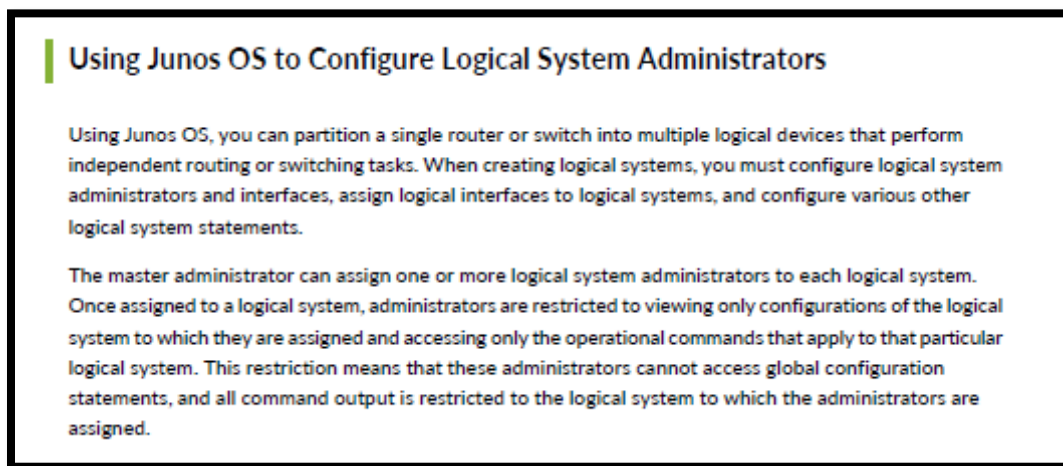 Using Junos OS to Configure Logical System Administrators
Using Junos OS, you can partition a single router or switch into multiple logical devices that perform
independent routing or switching tasks. When creating logical systems, you must configure logical system
administrators and interfaces, assign logical interfaces to logical systems, and configure various other
logical system statements.
The master administrator can assign one or more logical system administrators to each logical system.
Once assigned to a logical system, administrators are restricted to viewing only configurations of the logical
system to which they are assigned and accessing only the operational commands that apply to that particular
logical system. This restriction means that these administrators cannot access global configuration
statements, and all command output is restricted to the logical system to which the administrators are
assigned.